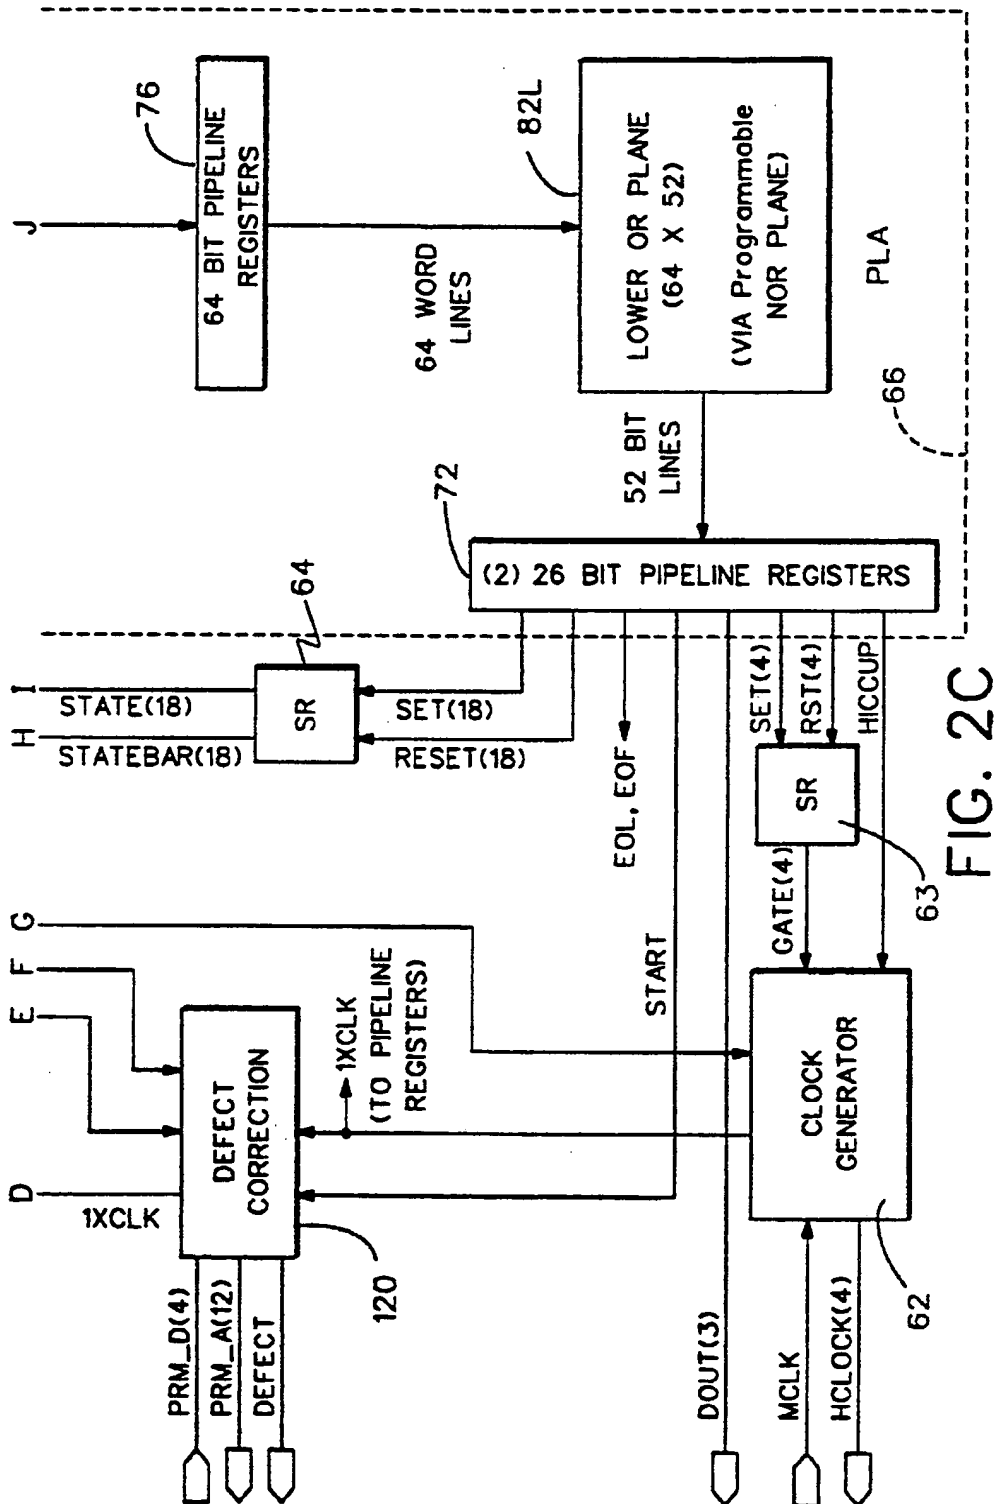 D
E
F
G
H
I
J
1XCLK
STATEBAR(18)
STATE(18)
76
64 BIT PIPELINE
REGISTERS
PRM_D(4)
PRM_A(12)
DEFECT
DEFECT
CORRECTION
120
1XCLK
(TO PIPELINE
REGISTERS)
SR
64
RESET(18)
SET(18)
64 WORD
LINES
72
82L
(2) 26 BIT PIPELINE REGISTERS
52 BIT
LINES
LOWER OR PLANE
(64 X 52)
(VIA Programmable
NOR PLANE)
EOL, EOF
START
DOUT(3)
MCLK
HCLOCK(4)
CLOCK
GENERATOR
62
GATE(4)
SR
63
SET(4)
RST(4)
HICCUP
PLA
66
FIG. 2C